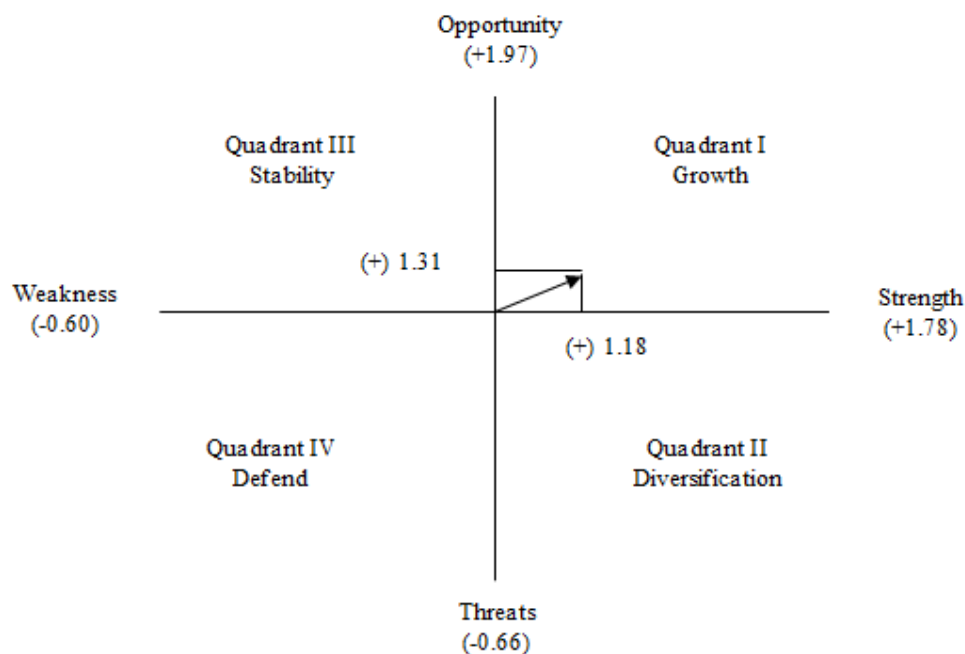 Opportunity
(+1.97)
Quadrant III
Stability
Quadrant I
Growth
(+) 1.31
Weakness
(-0.60)
Strength
(+1.78)
(+) 1.18
Quadrant IV
Defend
Quadrant II
Diversification
Threats
(-0.66)